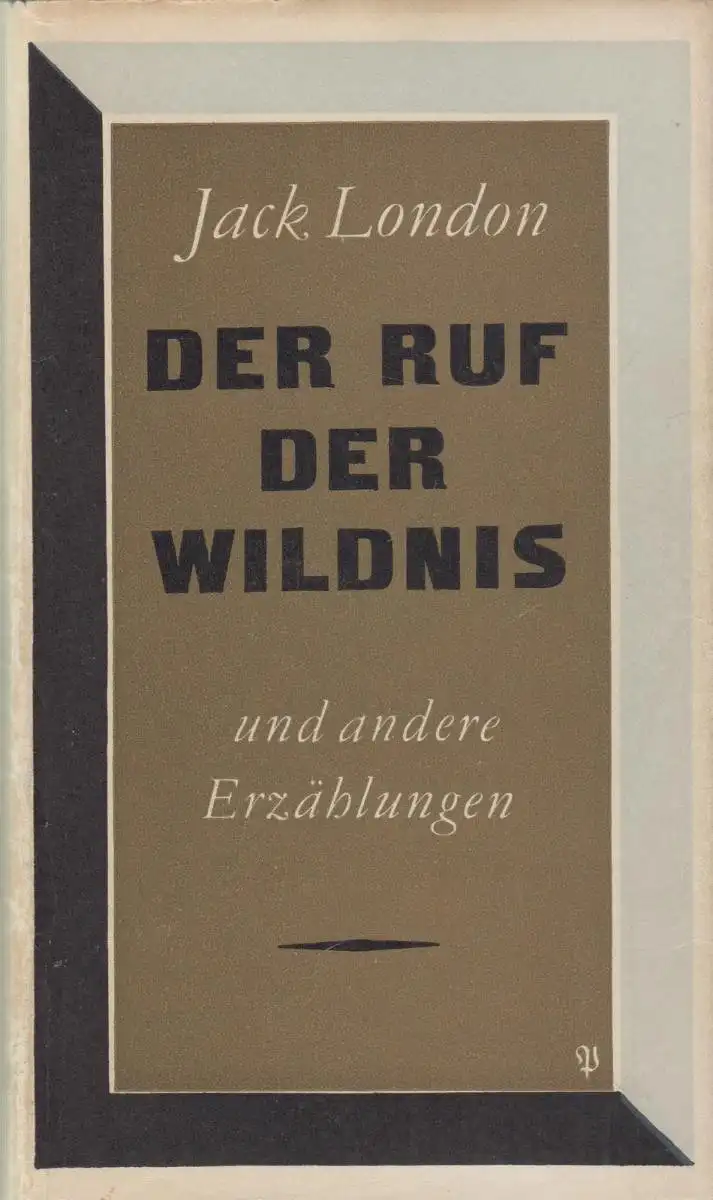 Jack London
DER RUF
DER
WILDNIS
und andere
Erzählungen